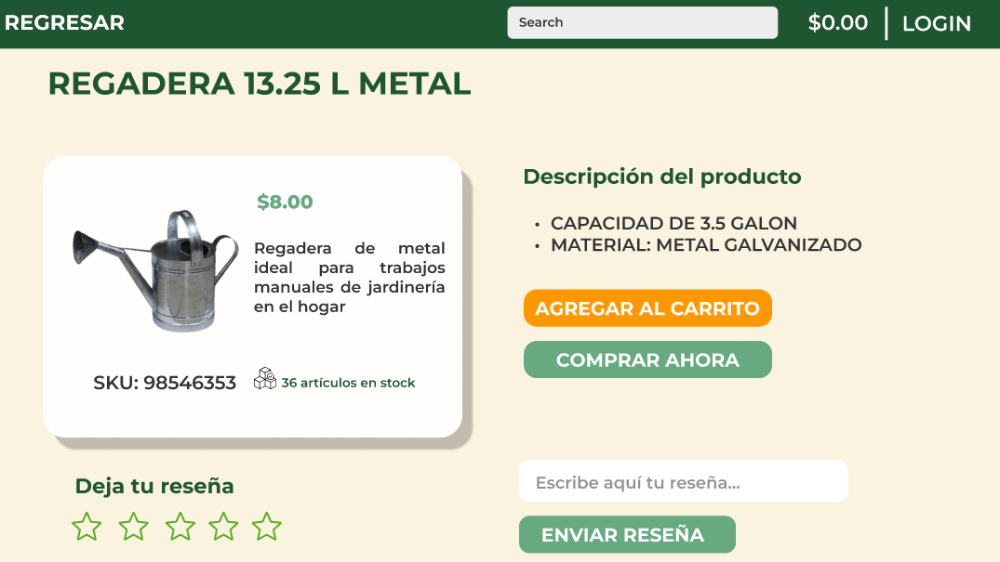 REGRESAR
Search
$0.00
LOGIN
REGADERA 13.25 L METAL
$8.00
Regadera de metal
ideal para trabajos
manuales de jardinería
en el hogar
SKU: 98546353
36 artículos en stock
Descripción del producto
• CAPACIDAD DE 3.5 GALON
• MATERIAL: METAL GALVANIZADO
AGREGAR AL CARRITO
COMPRAR AHORA
Deja tu reseña
Escribe aquí tu reseña...
ENVIAR RESEÑA